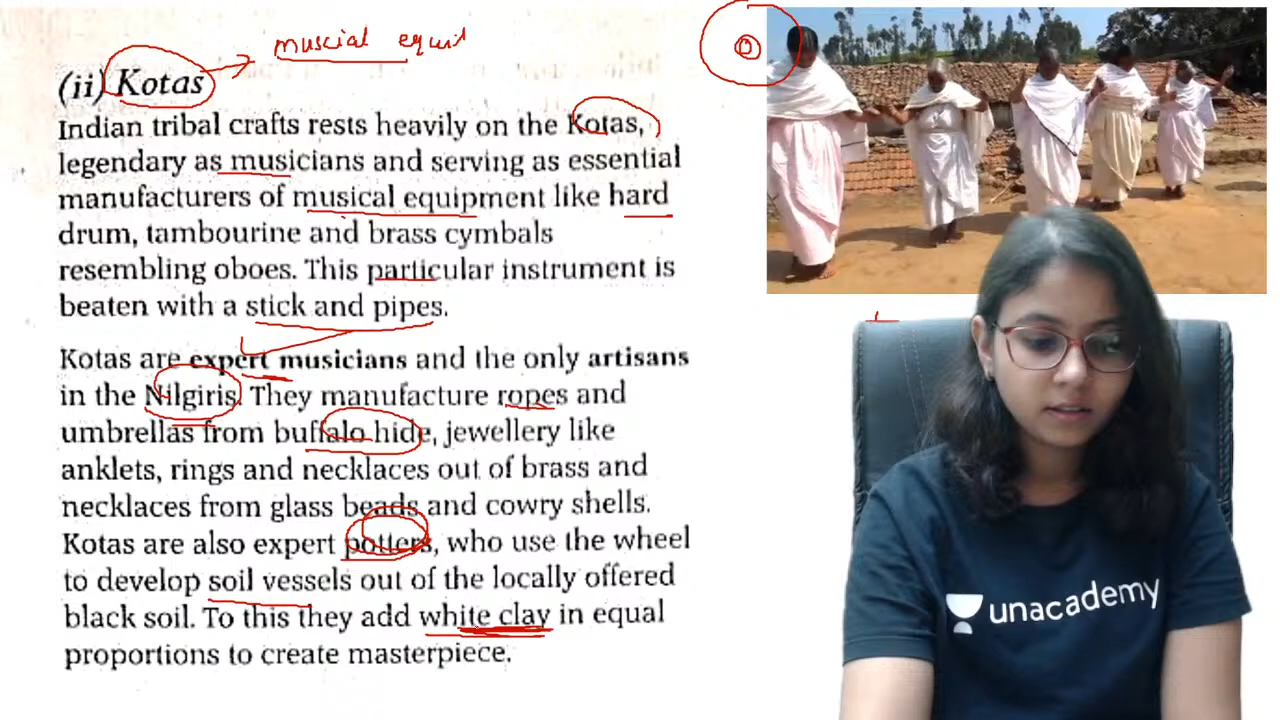 muscial equi
(ii) Kotas
Indian tribal crafts rests heavily on the Kotas,
legendary as musicians and serving as essential
manufacturers of musical equipment like hard
drum, tambourine and brass cymbals
resembling oboes. This particular instrument is
beaten with a stick and pipes.
Kotas are expert musicians and the only artisans
in the Nilgiris. They manufacture ropes and
umbrellas from buffalo hide, jewellery like
anklets, rings and necklaces out of brass and
necklaces from glass beads and cowry shells.
Kotas are also expert potters, who use the wheel
to develop soil vessels out of the locally offered
black soil. To this they add white clay in equal
proportions to create masterpiece.
unacademy